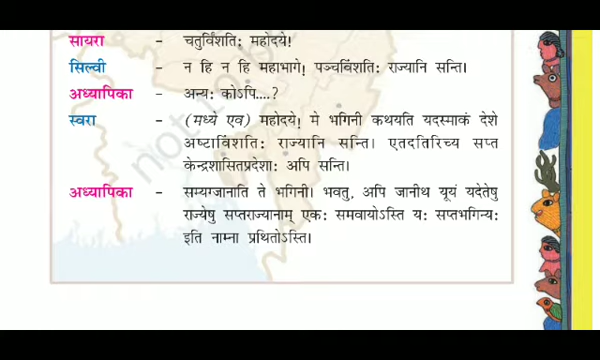 सायरा - चतुर्विंशतिः महोदये!
सिल्वी - न हि न हि महाभागे! पञ्चविंशतिः राज्यानि सन्ति।
अध्यापिका - अन्यः कोऽपि....?
स्वरा - (मध्ये एव) महोदये! मे भगिनी कथयति यदस्माकं देशे
अष्टाविंशतिः राज्यानि सन्ति। एतदतिरिच्य सप्त
केन्द्रशासितप्रदेशाः अपि सन्ति।
अध्यापिका - सम्यग्जानाति ते भगिनी। भवतु, अपि जानीथ यूयं यदेतेषु
राज्येषु सप्तराज्यानाम् एकः समवायोऽस्ति यः सप्तभगिन्यः
इति नाम्ना प्रथितोऽस्ति।